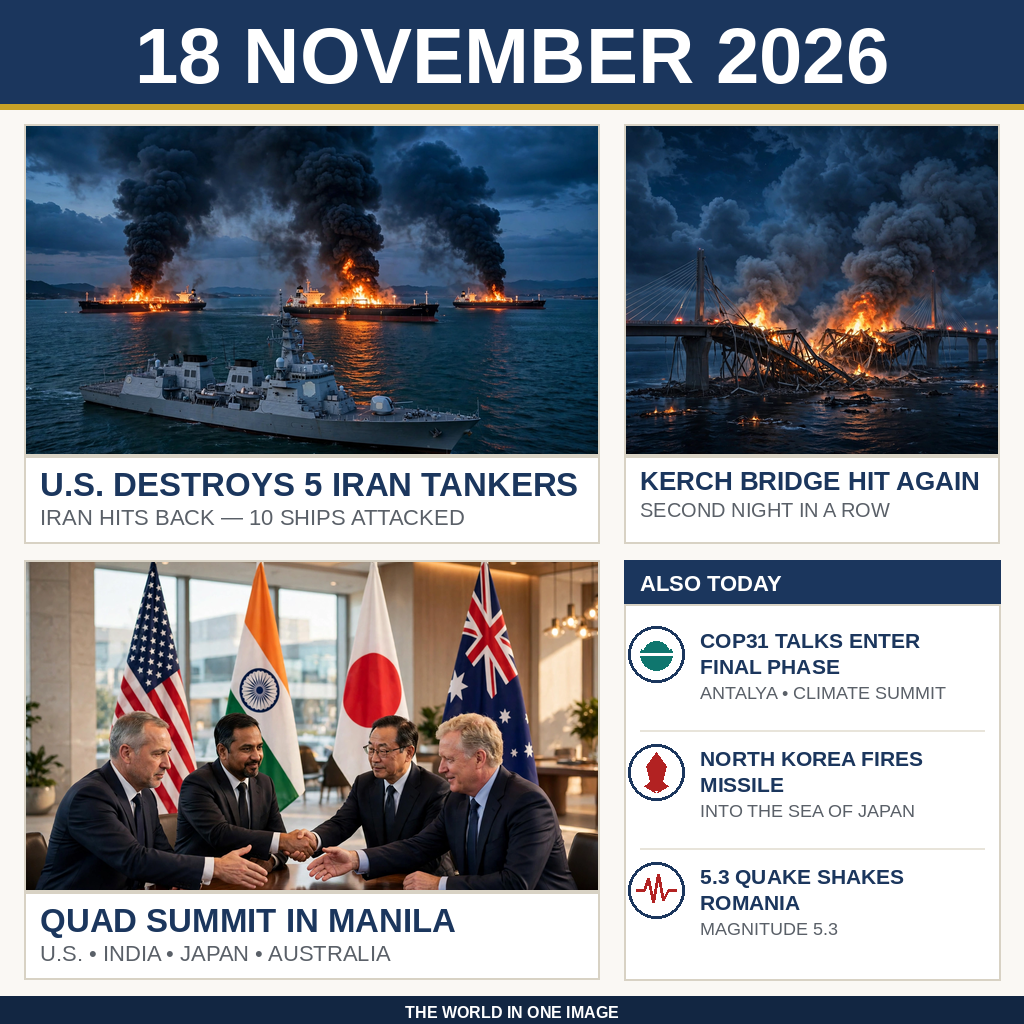 18 NOVEMBER 2026
U.S. DESTROYS 5 IRAN TANKERS
IRAN HITS BACK — 10 SHIPS ATTACKED
KERCH BRIDGE HIT AGAIN
SECOND NIGHT IN A ROW
QUAD SUMMIT IN MANILA
U.S. • INDIA • JAPAN • AUSTRALIA
ALSO TODAY
COP31 TALKS ENTER
FINAL PHASE
ANTALYA • CLIMATE SUMMIT
NORTH KOREA FIRES
MISSILE
INTO THE SEA OF JAPAN
5.3 QUAKE SHAKES
ROMANIA
MAGNITUDE 5.3
THE WORLD IN ONE IMAGE